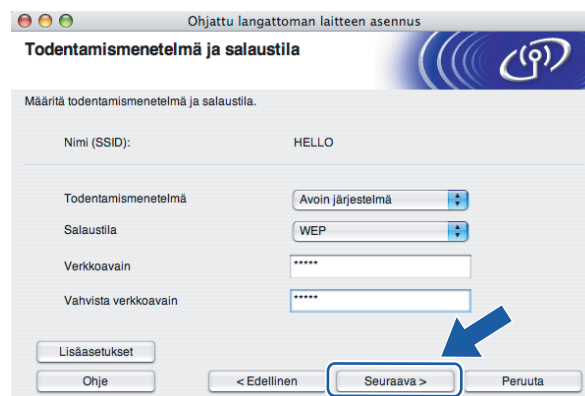 Ohjattu langattoman laitteen asennus
Todentamismenetelmä ja salaustila
Määritä todentamismenetelmä ja salaustila.
Nimi (SSID): HELLO
Todentamismenetelmä Avoin järjestelmä
Salaustila WEP
Verkkoavain *****
Vahvista verkkoavain *****
Lisäasetukset
Ohje < Edellinen Seuraava > Peruuta